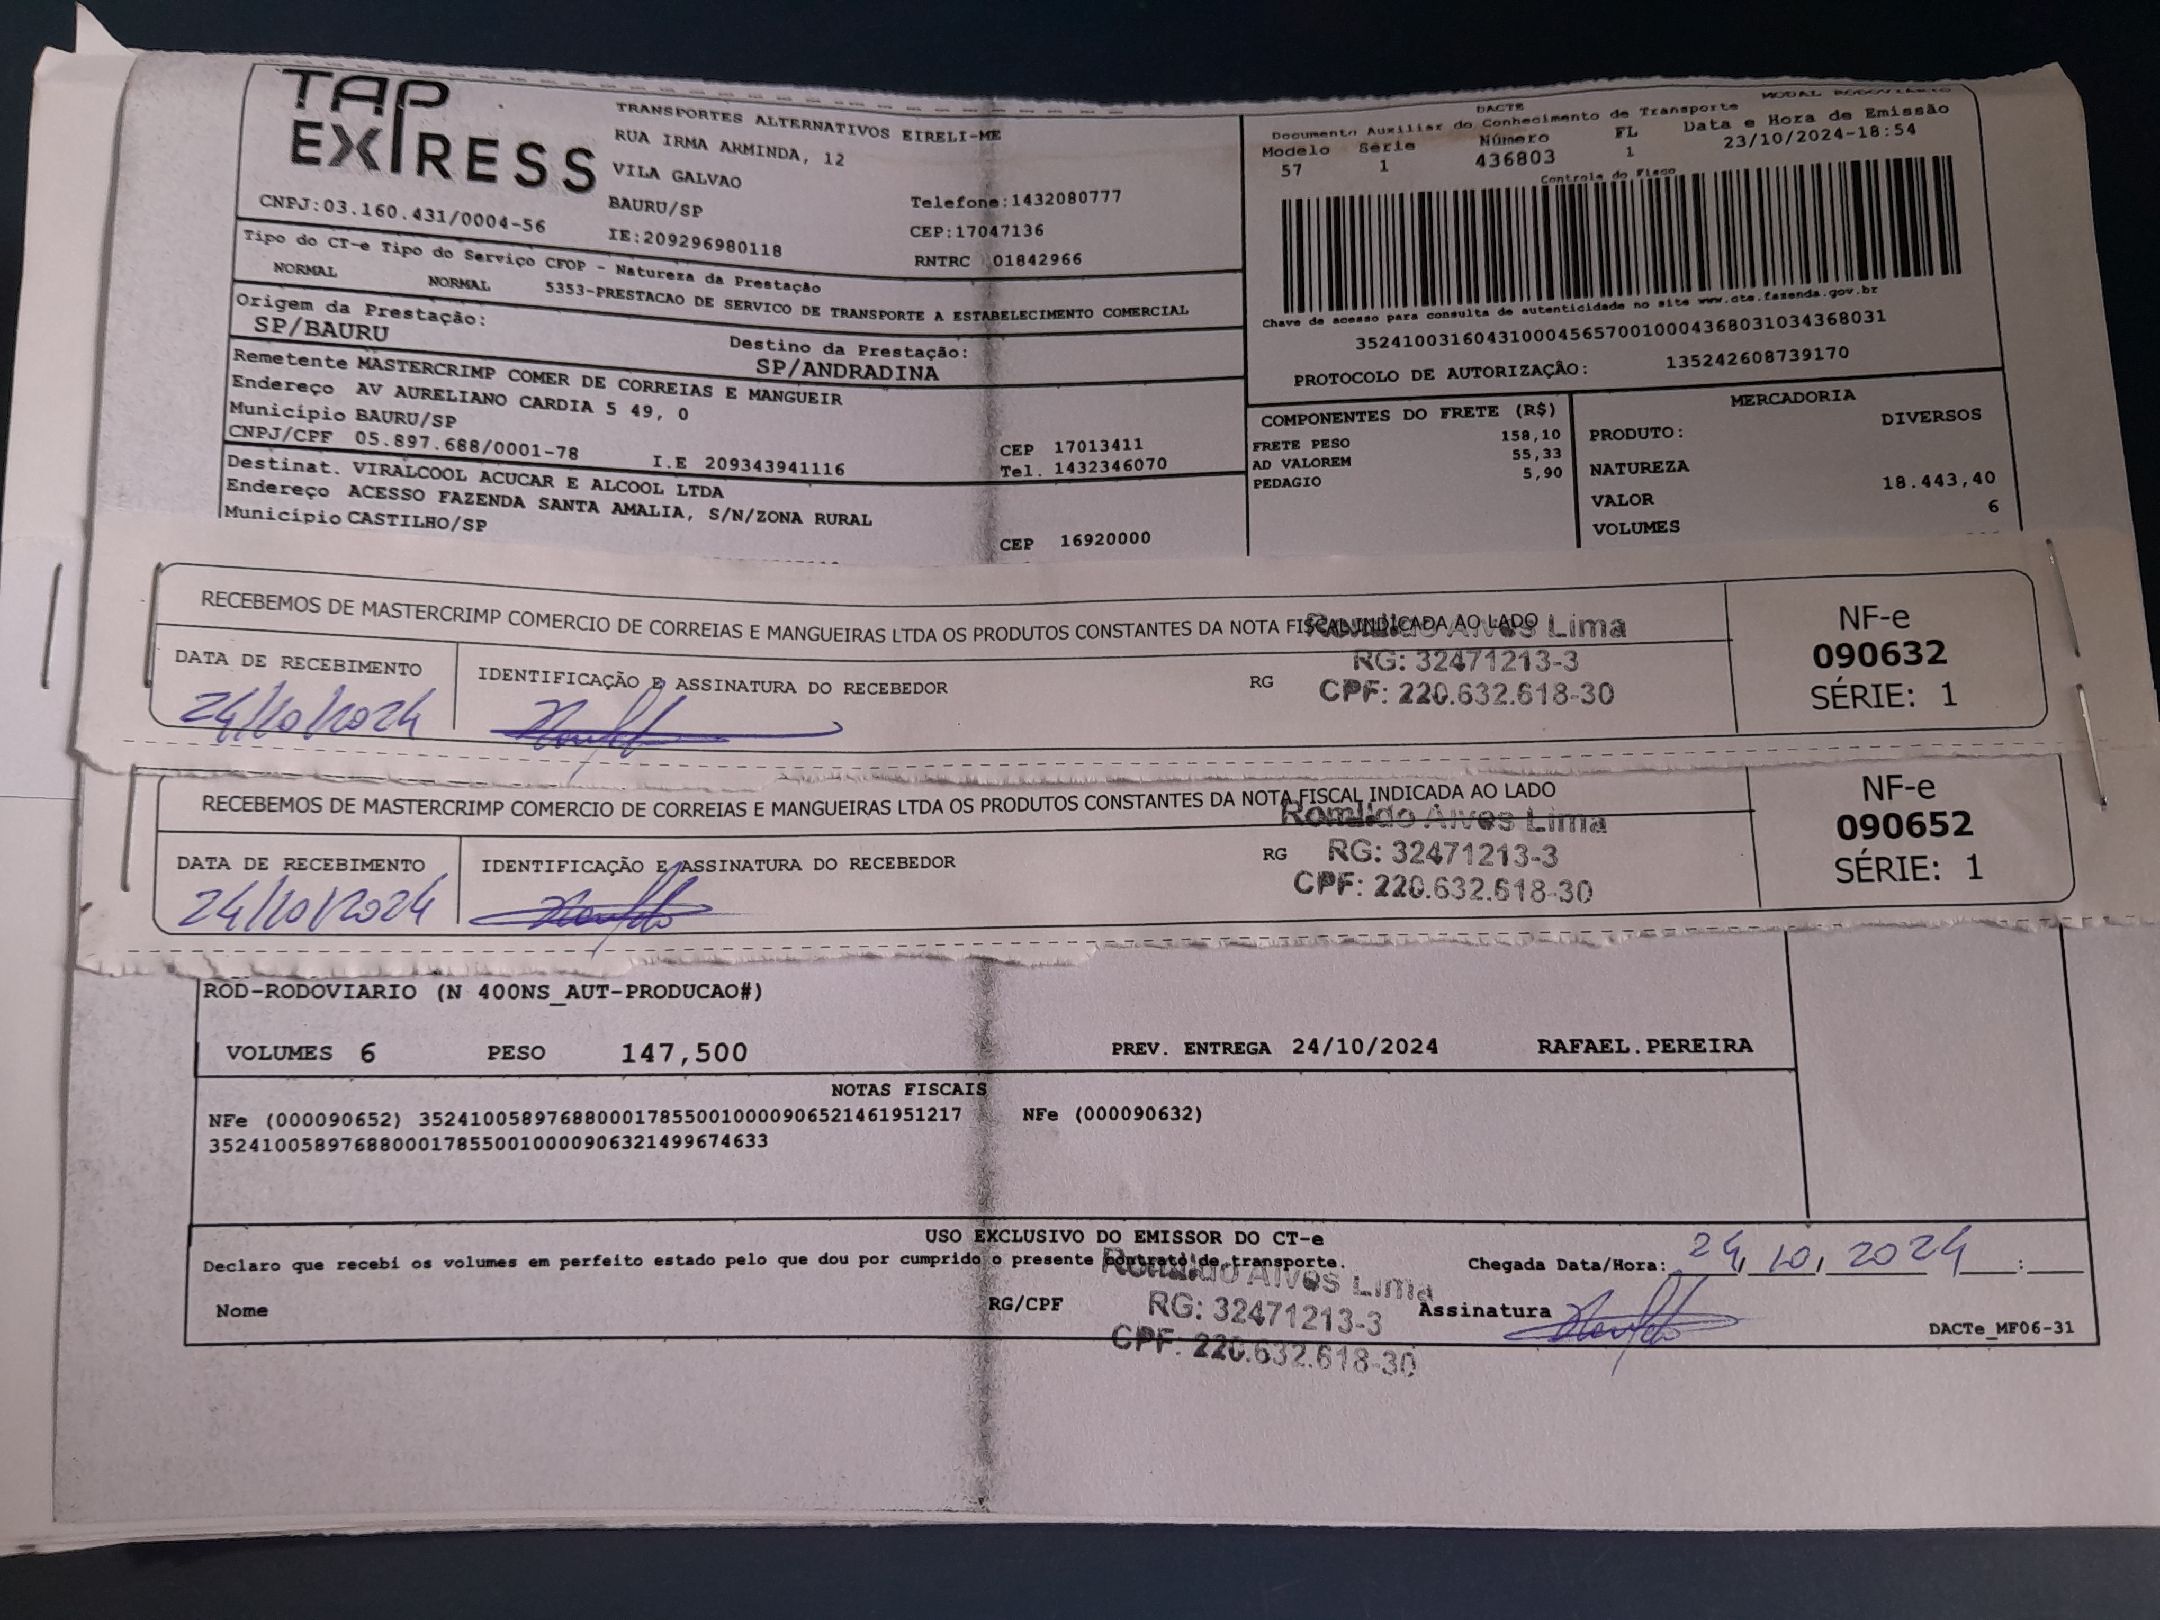 TAP
EXPRESS
TRANSPORTES ALTERNATIVOS EIRELI-ME
RUA IRMA ARMINDA, 12
VILA GALVAO
BAURU/SP
Telefone:1432080777
CNPJ:03.160.431/0004-56
IE:209296980118
CEP:17047136
RNTRC 01842966
MODAL RODOVIÁRIO
DACTE
Documento Auxiliar do Conhecimento de Transporte
Modelo Série Número FL Data e Hora de Emissão
57 1 436803 1 23/10/2024-18:54
Controle do Fisco
Chave de acesso para consulta de autenticidade no site www.cte.fazenda.gov.br
35241003160431000456570010004368031034368031
PROTOCOLO DE AUTORIZAÇÂO: 135242608739170
Tipo do CT-e Tipo do Serviço CFOP - Natureza da Prestação
NORMAL NORMAL 5353-PRESTACAO DE SERVICO DE TRANSPORTE A ESTABELECIMENTO COMERCIAL
Origem da Prestação: Destino da Prestação:
SP/BAURU SP/ANDRADINA
Remetente MASTERCRIMP COMER DE CORREIAS E MANGUEIR
Endereço AV AURELIANO CARDIA 5 49, 0
Município BAURU/SP CEP 17013411
CNPJ/CPF 05.897.688/0001-78 I.E 209343941116 Tel. 1432346070
Destinat. VIRALCOOL ACUCAR E ALCOOL LTDA
Endereço ACESSO FAZENDA SANTA AMALIA, S/N/ZONA RURAL
Município CASTILHO/SP CEP 16920000
COMPONENTES DO FRETE (R$)
FRETE PESO 158,10
AD VALOREM 55,33
PEDAGIO 5,90
MERCADORIA
PRODUTO: DIVERSOS
NATUREZA
VALOR 18.443,40
VOLUMES 6
RECEBEMOS DE MASTERCRIMP COMERCIO DE CORREIAS E MANGUEIRAS LTDA OS PRODUTOS CONSTANTES DA NOTA FISCAL INDICADA AO LADO
Romildo Alves Lima
RG: 32471213-3
CPF: 220.632.618-30
DATA DE RECEBIMENTO IDENTIFICAÇÃO E ASSINATURA DO RECEBEDOR RG
24/10/2024
NF-e
090632
SÉRIE: 1
RECEBEMOS DE MASTERCRIMP COMERCIO DE CORREIAS E MANGUEIRAS LTDA OS PRODUTOS CONSTANTES DA NOTA FISCAL INDICADA AO LADO
Romildo Alves Lima
RG: 32471213-3
CPF: 220.632.618-30
DATA DE RECEBIMENTO IDENTIFICAÇÃO E ASSINATURA DO RECEBEDOR RG
24/10/2024
NF-e
090652
SÉRIE: 1
ROD-RODOVIARIO (N 400NS_AUT-PRODUCAO#)
VOLUMES 6 PESO 147,500 PREV. ENTREGA 24/10/2024 RAFAEL.PEREIRA
NOTAS FISCAIS
NFe (000090652) 35241005897688000178550010000906521461951217 NFe (000090632)
35241005897688000178550010000906321499674633
USO EXCLUSIVO DO EMISSOR DO CT-e
Declaro que recebi os volumes em perfeito estado pelo que dou por cumprido o presente contrato de transporte. Chegada Data/Hora: 24, 10, 2024 :
Nome RG/CPF Assinatura
Romildo Alves Lima
RG: 32471213-3
CPF: 220.632.618-30
DACTe_MF06-31